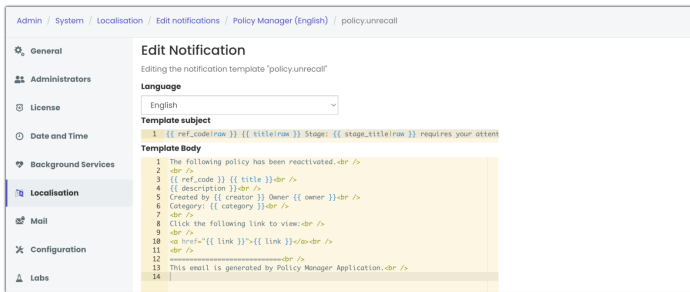 Admin / System / Localisation / Edit notifications / Policy Manager (English) / policy.unrecall
General
Administrators
License
Date and Time
Background Services
Localisation
Mail
Configuration
Labs
Edit Notification
Editing the notification template "policy.unrecall"
Language
English
Template subject
1 {{ ref_code|raw }} {{ title|raw }} Stage: {{ stage_title|raw }} requires your attent
Template Body
1 The following policy has been reactivated.<br />
2 <br />
3 {{ ref_code }} {{ title }}<br />
4 {{ description }}<br />
5 Created by {{ creator }} Owner {{ owner }}<br />
6 Category: {{ category }}<br />
7 <br />
8 Click the following link to view:<br />
9 <br />
10 <a href="{{ link }}">{{ link }}</a><br />
11 <br />
12 ============================<br />
13 This email is generated by Policy Manager Application.<br />
14